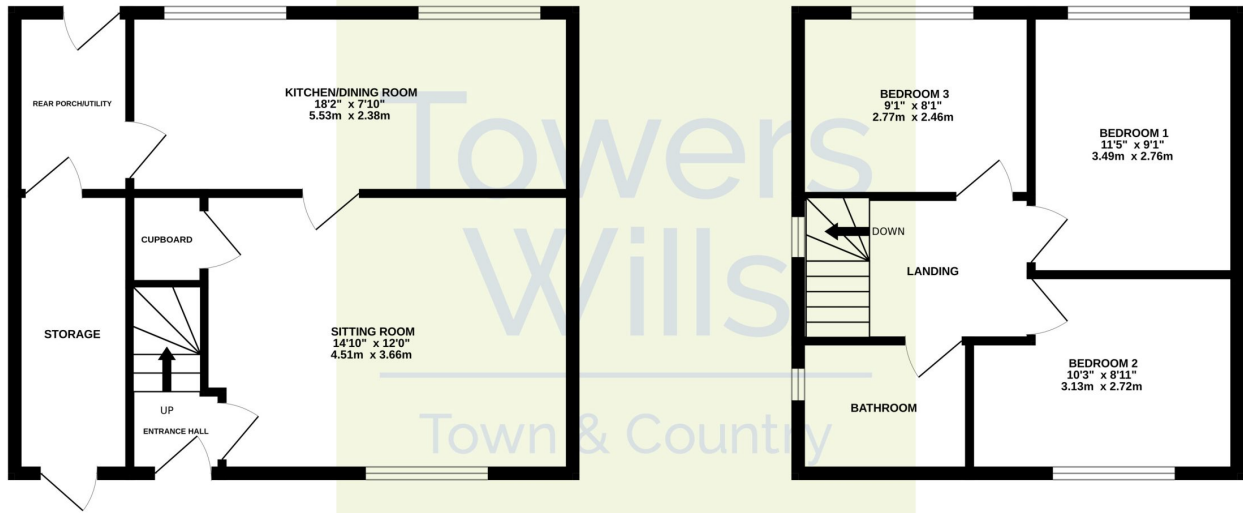 REAR PORCH/UTILITY
KITCHEN/DINING ROOM
18'2" x 7'10"
5.53m x 2.38m
CUPBOARD
STORAGE
SITTING ROOM
14'10" x 12'0"
4.51m x 3.66m
UP
ENTRANCE HALL
BEDROOM 3
9'1" x 8'1"
2.77m x 2.46m
BEDROOM 1
11'5" x 9'1"
3.49m x 2.76m
DOWN
LANDING
BEDROOM 2
10'3" x 8'11"
3.13m x 2.72m
BATHROOM
Towers
Wills
Town & Country